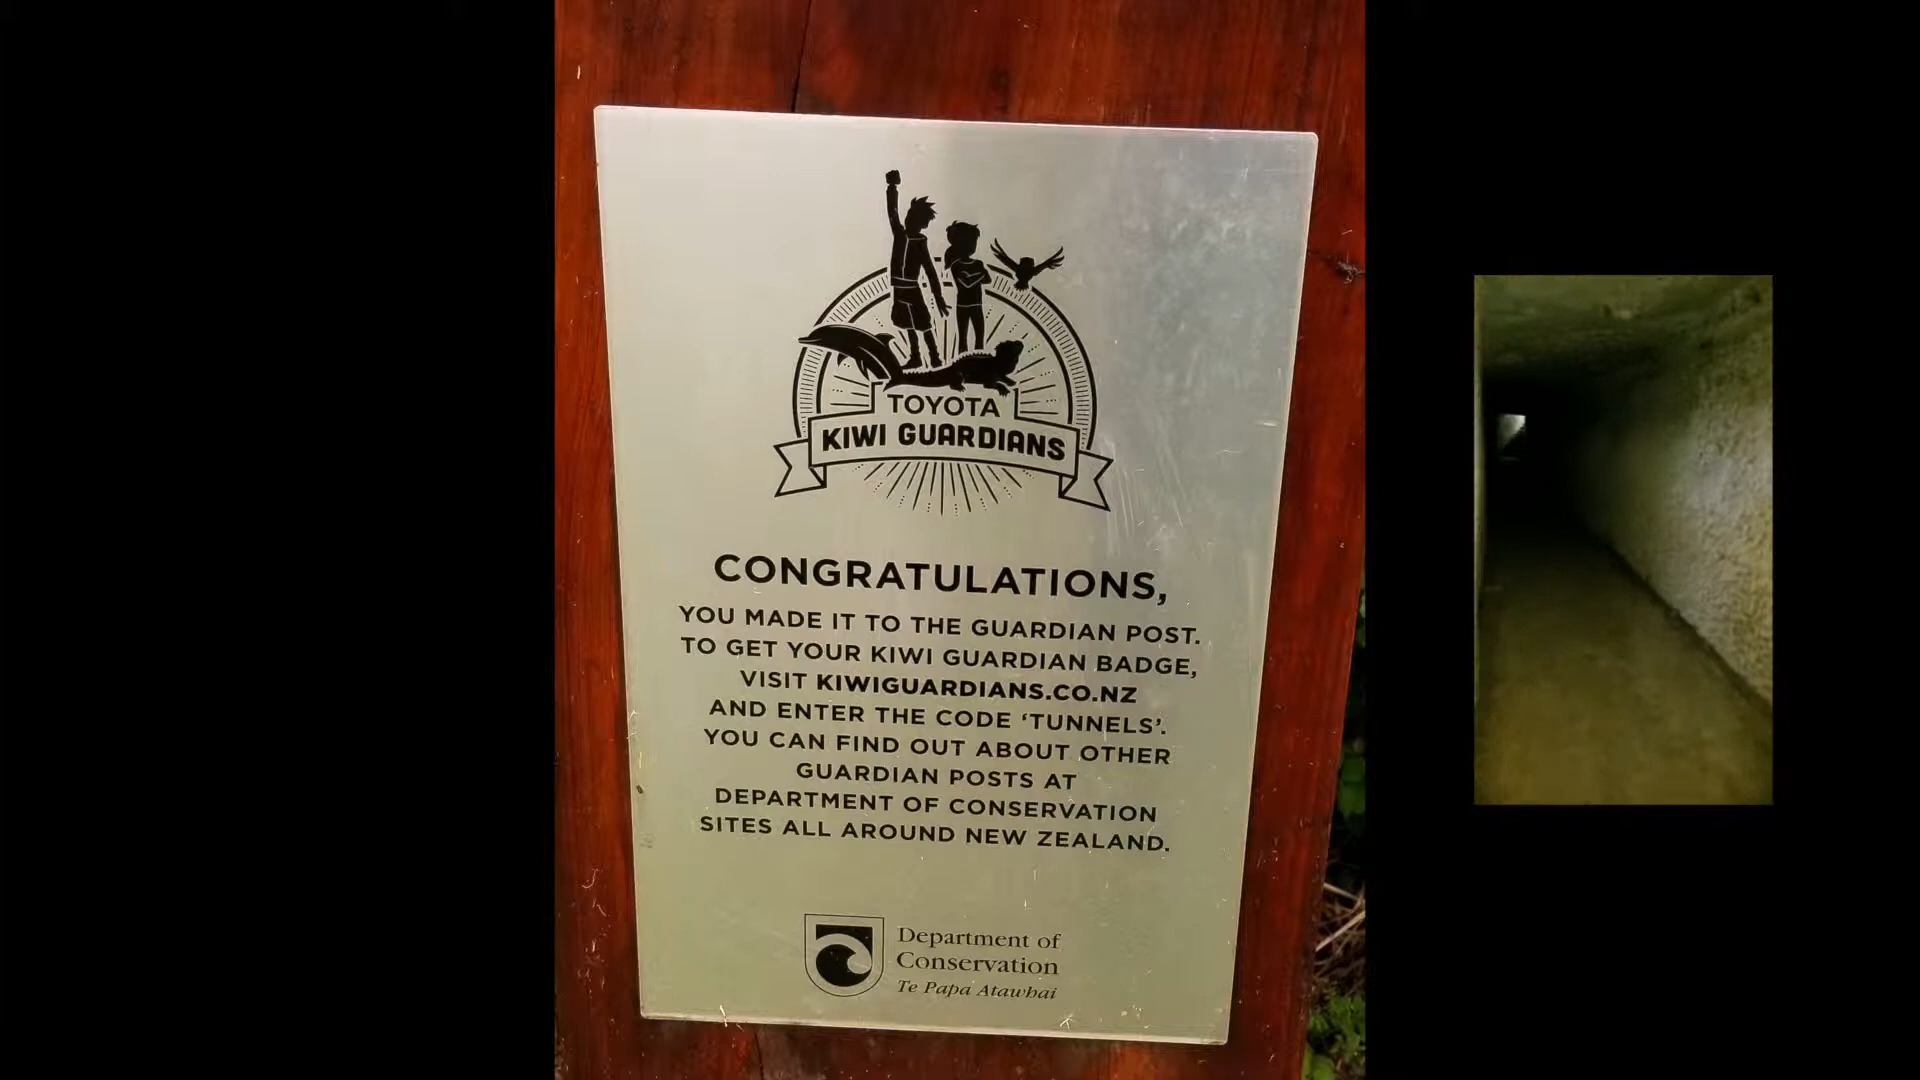 TOYOTA
KIWI GUARDIANS
CONGRATULATIONS,
YOU MADE IT TO THE GUARDIAN POST.
TO GET YOUR KIWI GUARDIAN BADGE,
VISIT KIWIGUARDIANS.CO.NZ
AND ENTER THE CODE ‘TUNNELS’.
YOU CAN FIND OUT ABOUT OTHER
GUARDIAN POSTS AT
DEPARTMENT OF CONSERVATION
SITES ALL AROUND NEW ZEALAND.
Department of
Conservation
Te Papa Atawhai